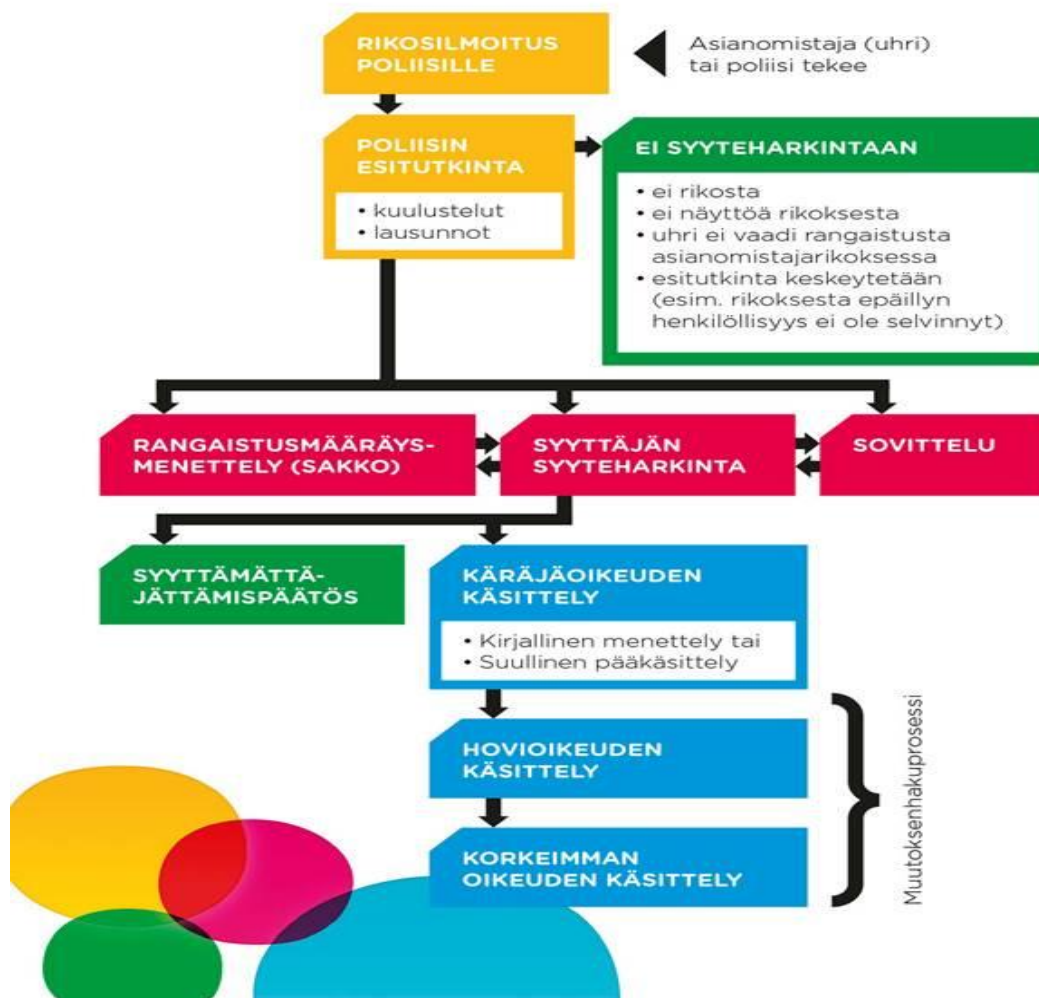 RIKOSILMOITUS
POLIISILLE
Asianomistaja (uhri)
tai poliisi tekee
POLIISIN
ESITUTKINTA
• kuulustelut
• lausunnot
EI SYYTEHARKINTAAN
• ei rikosta
• ei näyttöä rikoksesta
• uhri ei vaadi rangaistusta
asianomistajarikoksessa
• esitutkinta keskeytetään
(esim. rikoksesta epäillyn
henkilöllisyys ei ole selvinnyt)
RANGAISTUSMÄÄRÄYS-
MENETTELY (SAKKO)
SYYTTÄJÄN
SYYTEHARKINTA
SOVITTELU
SYYTTÄMÄTTÄ-
JÄTTÄMISPÄÄTÖS
KÄRÄJÄOIKEUDEN
KÄSITTELY
• Kirjallinen menettely tai
• Suullinen pääkäsittely
HOVIOIKEUDEN
KÄSITTELY
KORKEIMMAN
OIKEUDEN KÄSITTELY
Muutoksenhakuprosessi